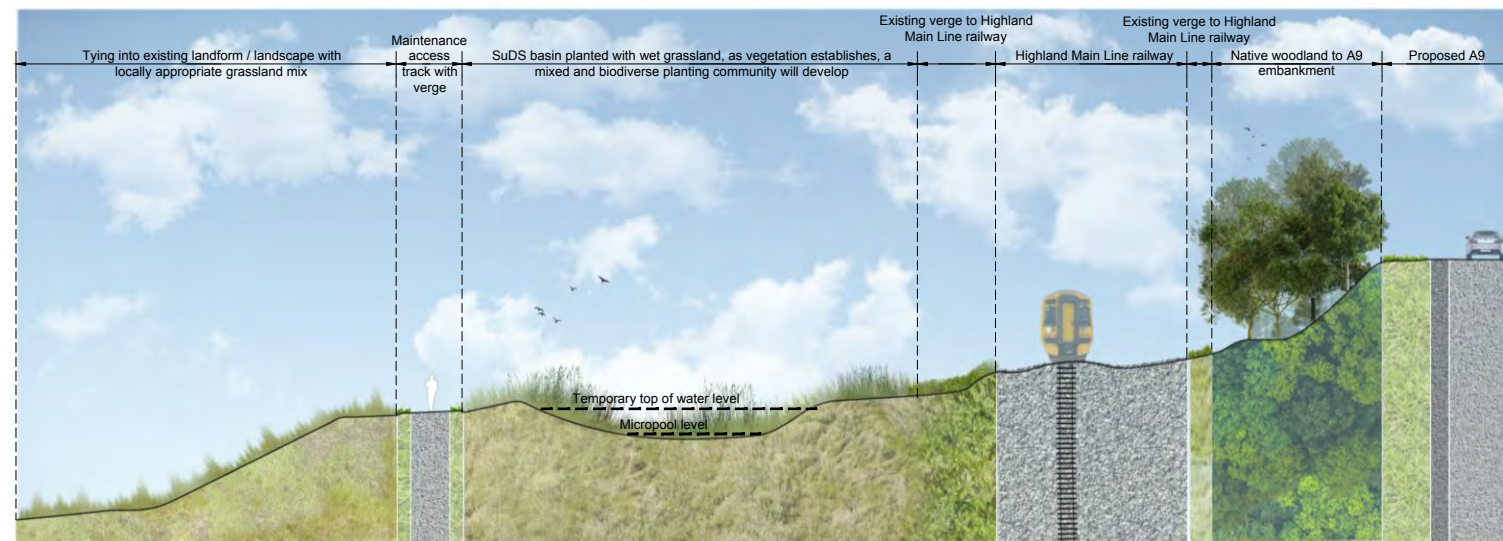 Tying into existing landform / landscape with
locally appropriate grassland mix
Maintenance
access
track with
verge
SuDS basin planted with wet grassland, as vegetation establishes, a
mixed and biodiverse planting community will develop
Existing verge to Highland
Main Line railway
Highland Main Line railway
Existing verge to Highland
Main Line railway
Native woodland to A9
embankment
Proposed A9
Temporary top of water level
Micropool level